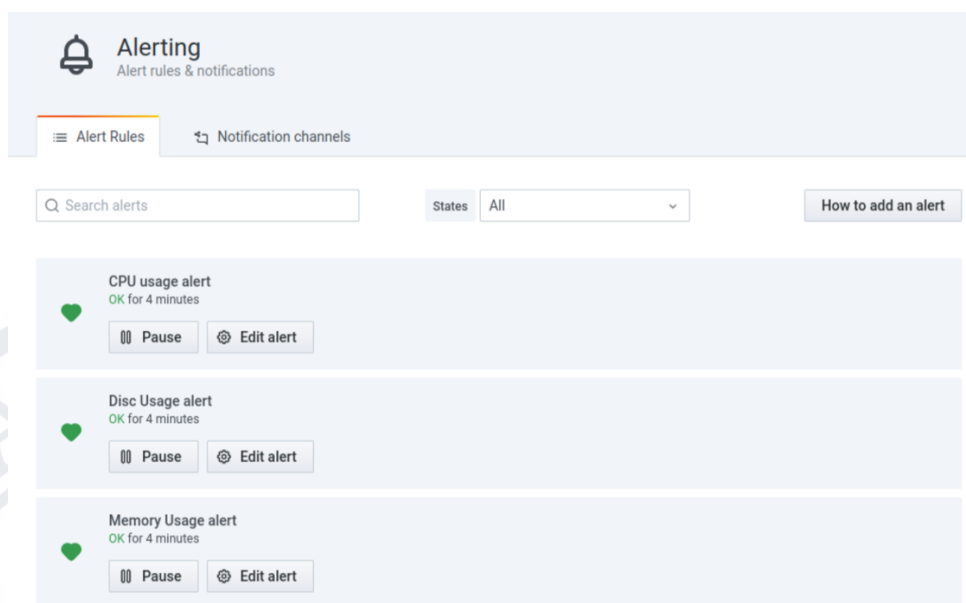 Alerting
Alert rules & notifications
Alert Rules
Notification channels
Search alerts
States
All
How to add an alert
CPU usage alert
OK for 4 minutes
Pause
Edit alert
Disc Usage alert
OK for 4 minutes
Pause
Edit alert
Memory Usage alert
OK for 4 minutes
Pause
Edit alert